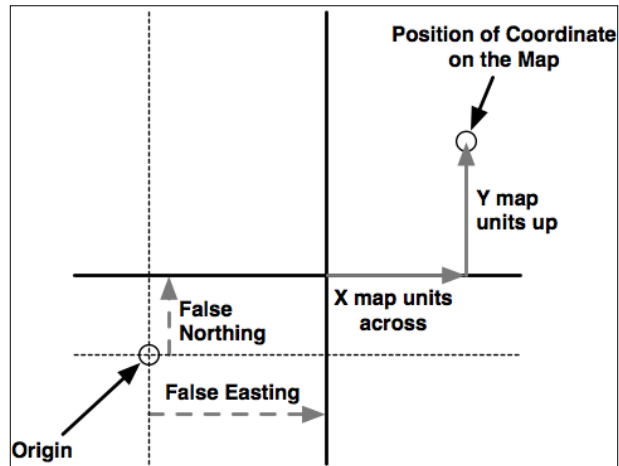 Position of Coordinate
on the Map
Y map
units up
X map units
across
False
Northing
False Easting
Origin